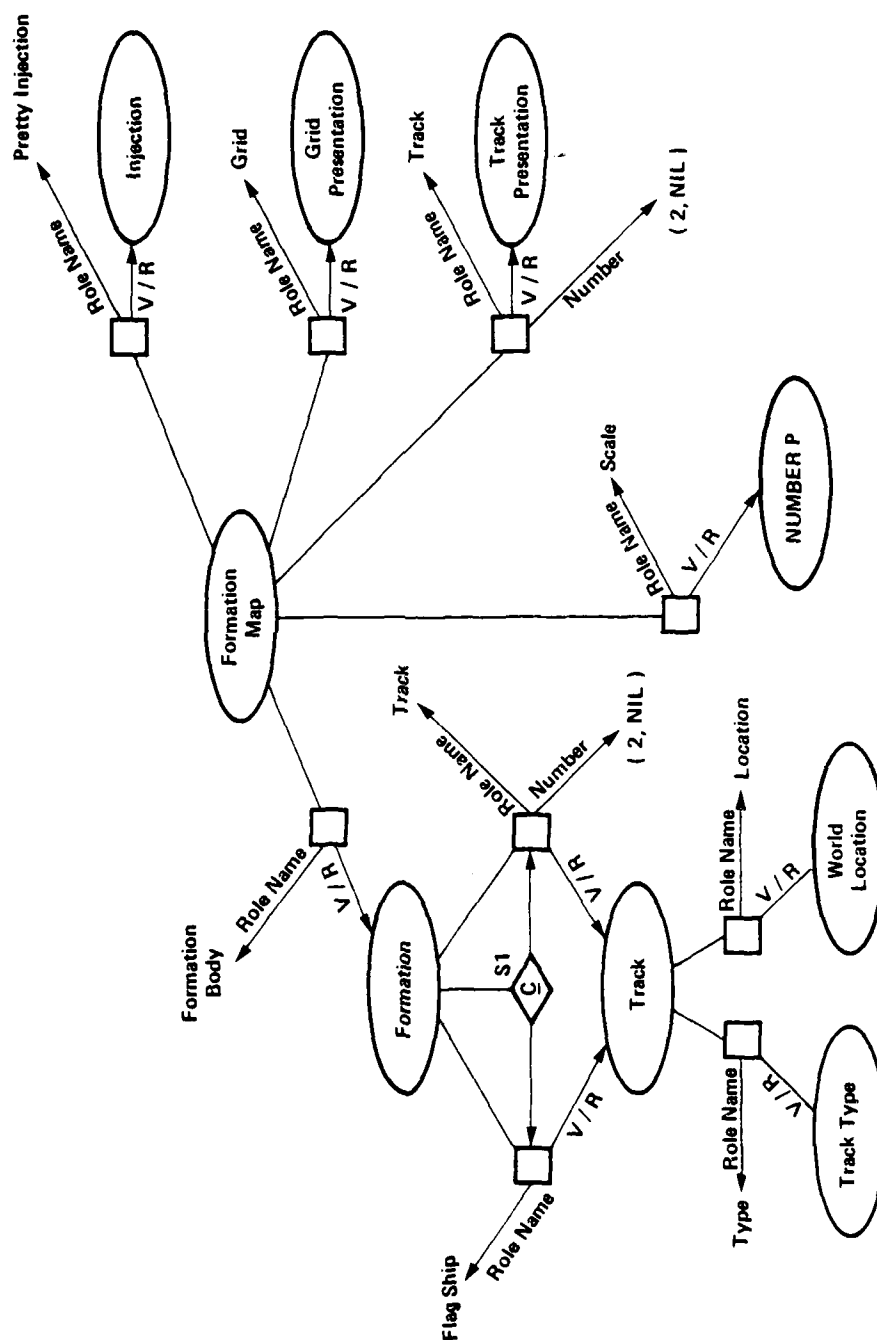 Pretty Injection
Role Name
V / R
Injection
Grid
Role Name
V / R
Grid
Presentation
Track
Role Name
V / R
Track
Presentation
Number
( 2, NIL )
Formation
Map
Scale
Role Name
V / R
NUMBER P
Formation
Body
Role Name
V / R
Formation
Track
Role Name
Number
( 2, NIL )
V / R
S1
C
Flag Ship
Role Name
V / R
Track
Location
Role Name
V / R
World
Location
Type
Role Name
V/R
Track Type